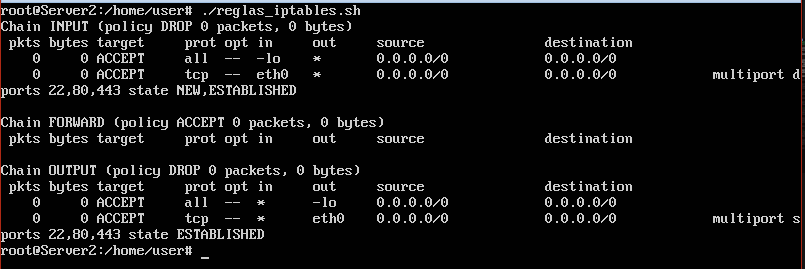 root@Server2:/home/user# ./reglas_iptables.sh
Chain INPUT (policy DROP 0 packets, 0 bytes)
 pkts bytes target     prot opt in     out     source               destination
    0     0 ACCEPT     all  --  -lo    *       0.0.0.0/0            0.0.0.0/0
    0     0 ACCEPT     tcp  --  eth0   *       0.0.0.0/0            0.0.0.0/0            multiport d
ports 22,80,443 state NEW,ESTABLISHED
Chain FORWARD (policy ACCEPT 0 packets, 0 bytes)
 pkts bytes target     prot opt in     out     source               destination
Chain OUTPUT (policy DROP 0 packets, 0 bytes)
 pkts bytes target     prot opt in     out     source               destination
    0     0 ACCEPT     all  --  *      -lo     0.0.0.0/0            0.0.0.0/0
    0     0 ACCEPT     tcp  --  *      eth0    0.0.0.0/0            0.0.0.0/0            multiport s
ports 22,80,443 state ESTABLISHED
root@Server2:/home/user# _